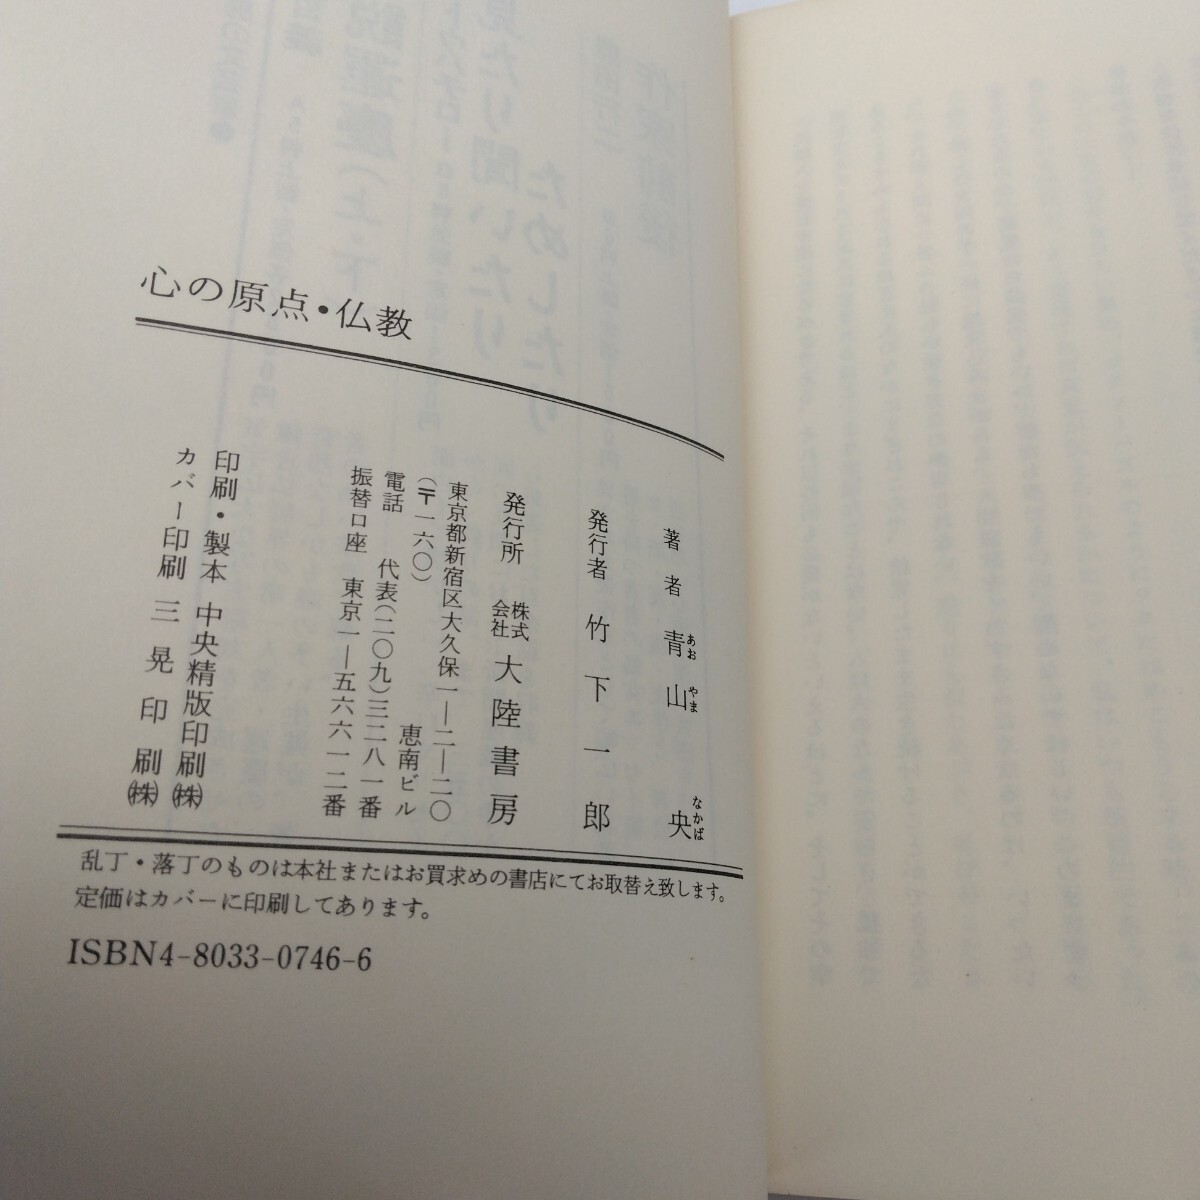 心の原点・仏教
著者 青山 央
あお やま なかば
発行者 竹下一郎
発行所 株式会社 大陸書房
東京都新宿区大久保一―二―二〇
(〒一六〇) 恵南ビル
電話 代表(二〇九)三二八一番
振替口座 東京一―五六六一二番
印刷・製本 中央精版印刷㈱
カバー印刷 三晃印刷㈱
乱丁・落丁のものは本社またはお買求めの書店にてお取替え致します。
定価はカバーに印刷してあります。
ISBN4-8033-0746-6